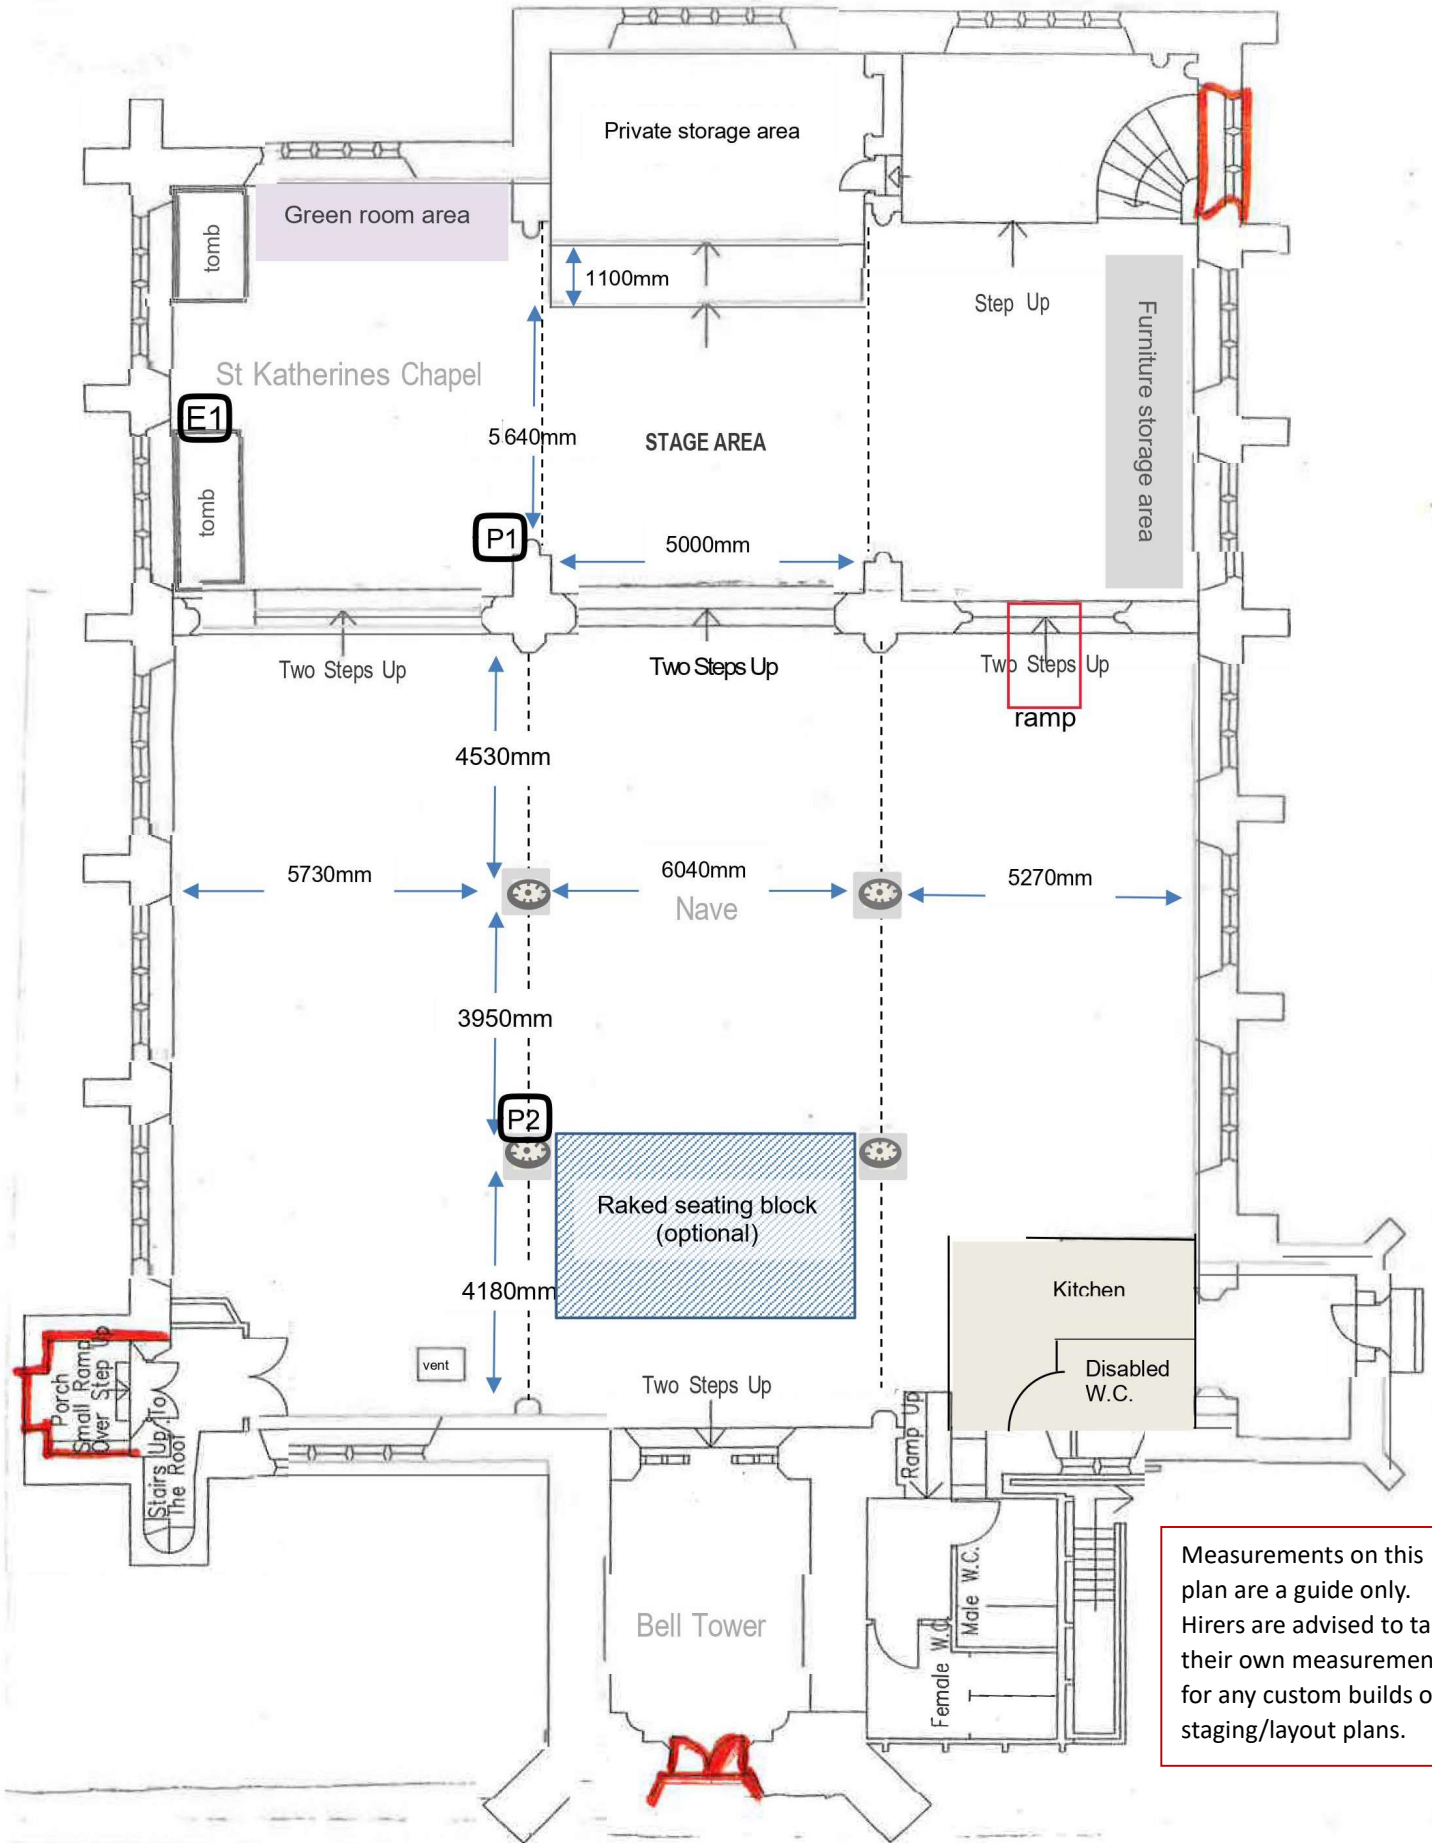 Private storage area
Green room area
tomb
1100mm
Step Up
Furniture storage area
St Katherines Chapel
E1
5640mm
STAGE AREA
tomb
P1
5000mm
Two Steps Up
Two Steps Up
Two Steps Up
ramp
4530mm
5730mm
6040mm
5270mm
Nave
3950mm
P2
Raked seating block
(optional)
4180mm
Kitchen
Porch
Small Ramp
Over Step Up
vent
Two Steps Up
Disabled
W.C.
Stairs Up To
The Roof
Ramp Up
Male W.C.
Female W.C
Bell Tower
Measurements on this
plan are a guide only.
Hirers are advised to ta
their own measuremen
for any custom builds o
staging/layout plans.